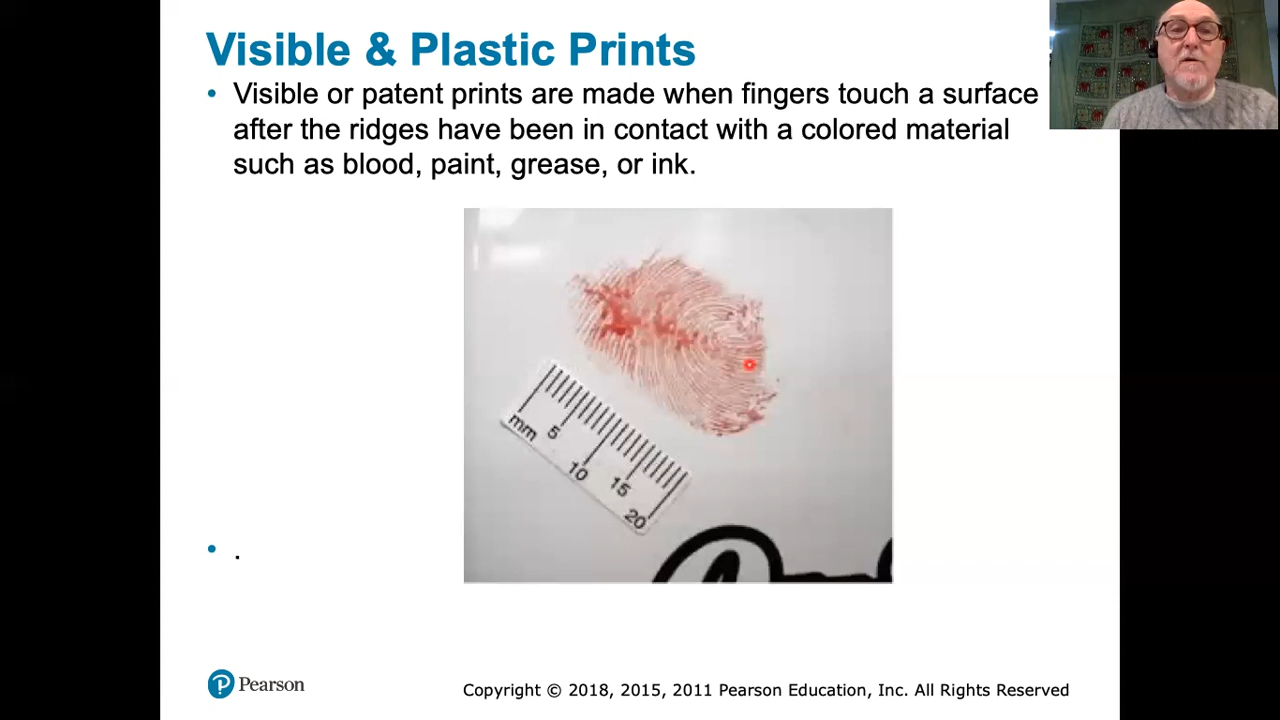 Visible & Plastic Prints
• Visible or patent prints are made when fingers touch a surface
after the ridges have been in contact with a colored material
such as blood, paint, grease, or ink.
mm 5 10 15 20
• .
Pearson
Copyright © 2018, 2015, 2011 Pearson Education, Inc. All Rights Reserved